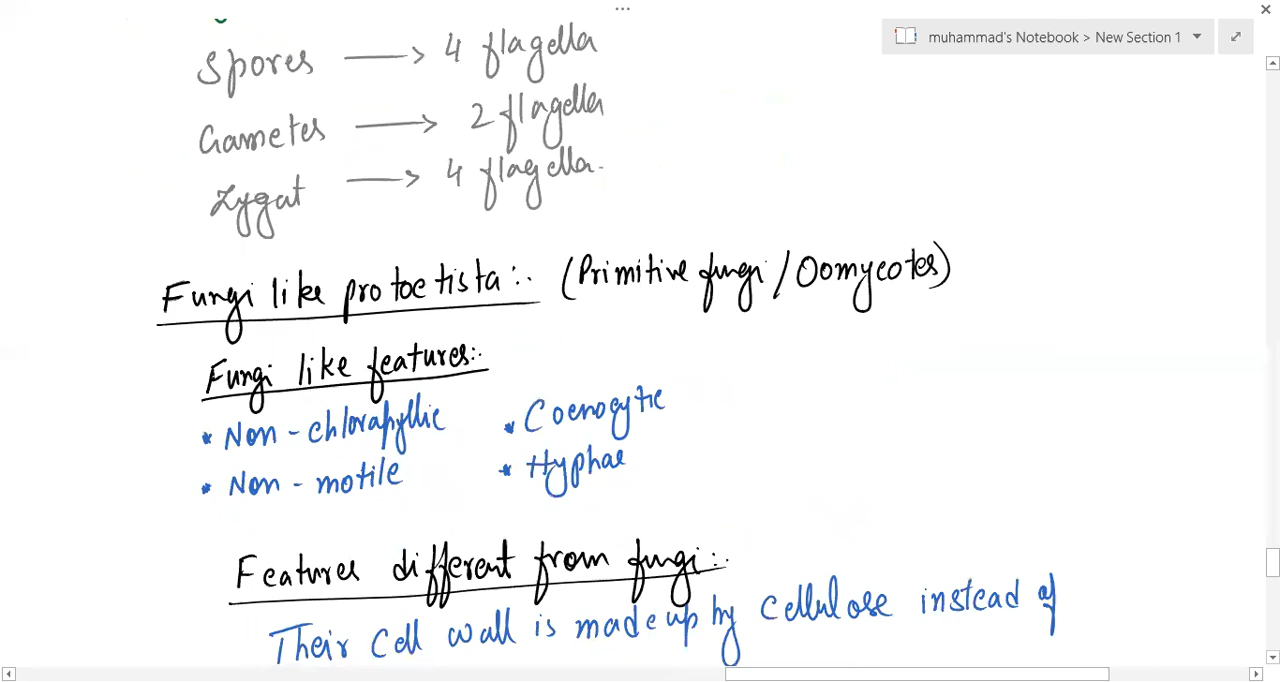 ...
muhammad's Notebook > New Section 1
Spores → 4 flagella
Gametes → 2 flagella
Zygat → 4 flagella.
Fungi like protoctista:. (Primitive fungi/Oomycotes)
Fungi like features:.
* Non-chlorapyllic * Coenocytic
* Non-motile * Hyphae
Features different from fungi:.
Their Cell wall is made up by cellulose instead of